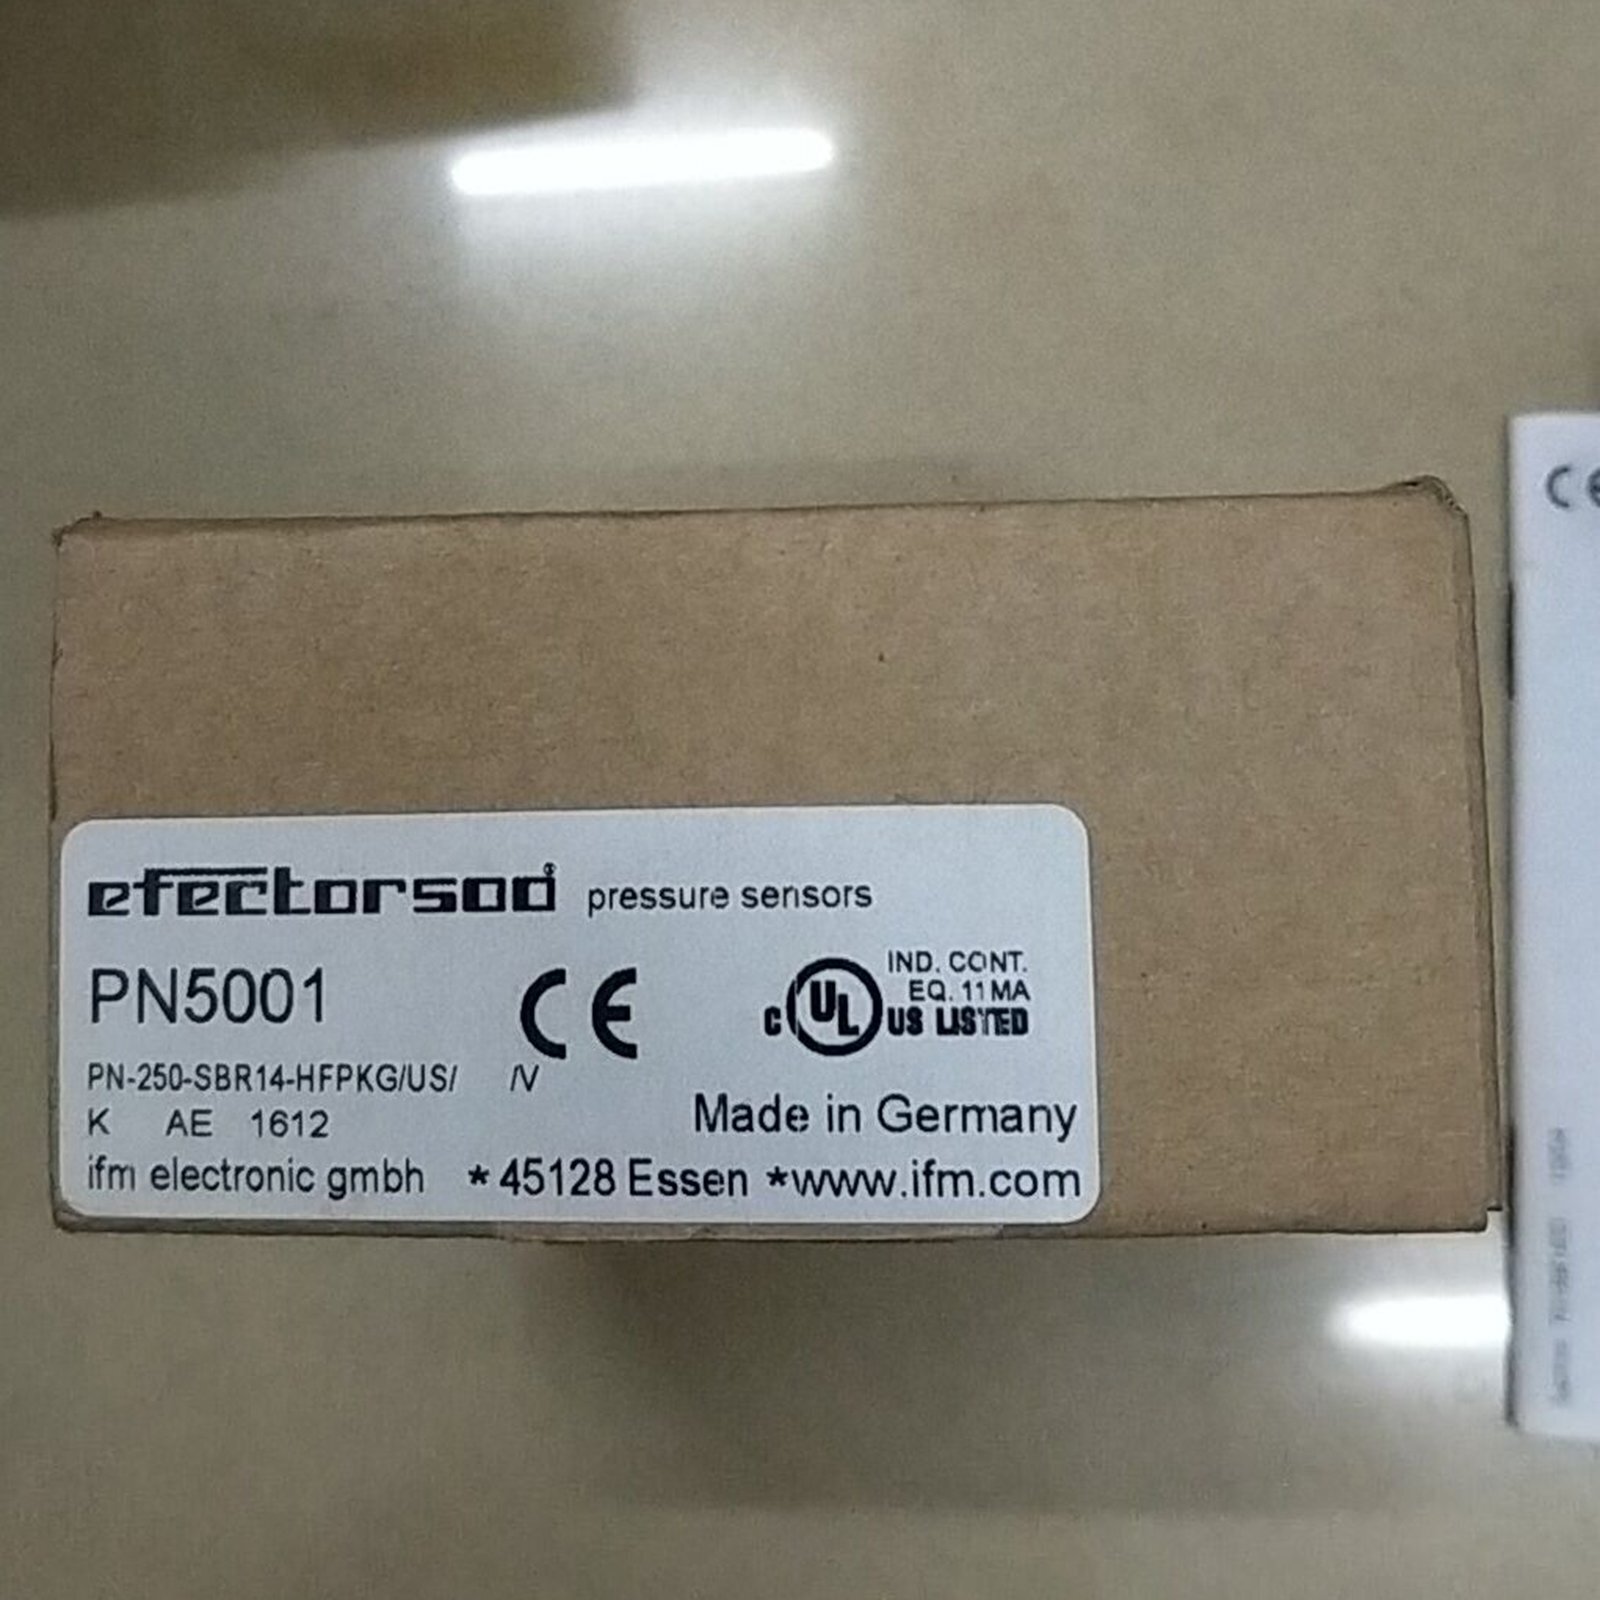 efector500® pressure sensors
PN5001
CE
c UL US LISTED
IND. CONT.
EQ. 11MA
PN-250-SBR14-HFPKG/US/ /V
K AE 1612
Made in Germany
ifm electronic gmbh *45128 Essen *www.ifm.com
CE